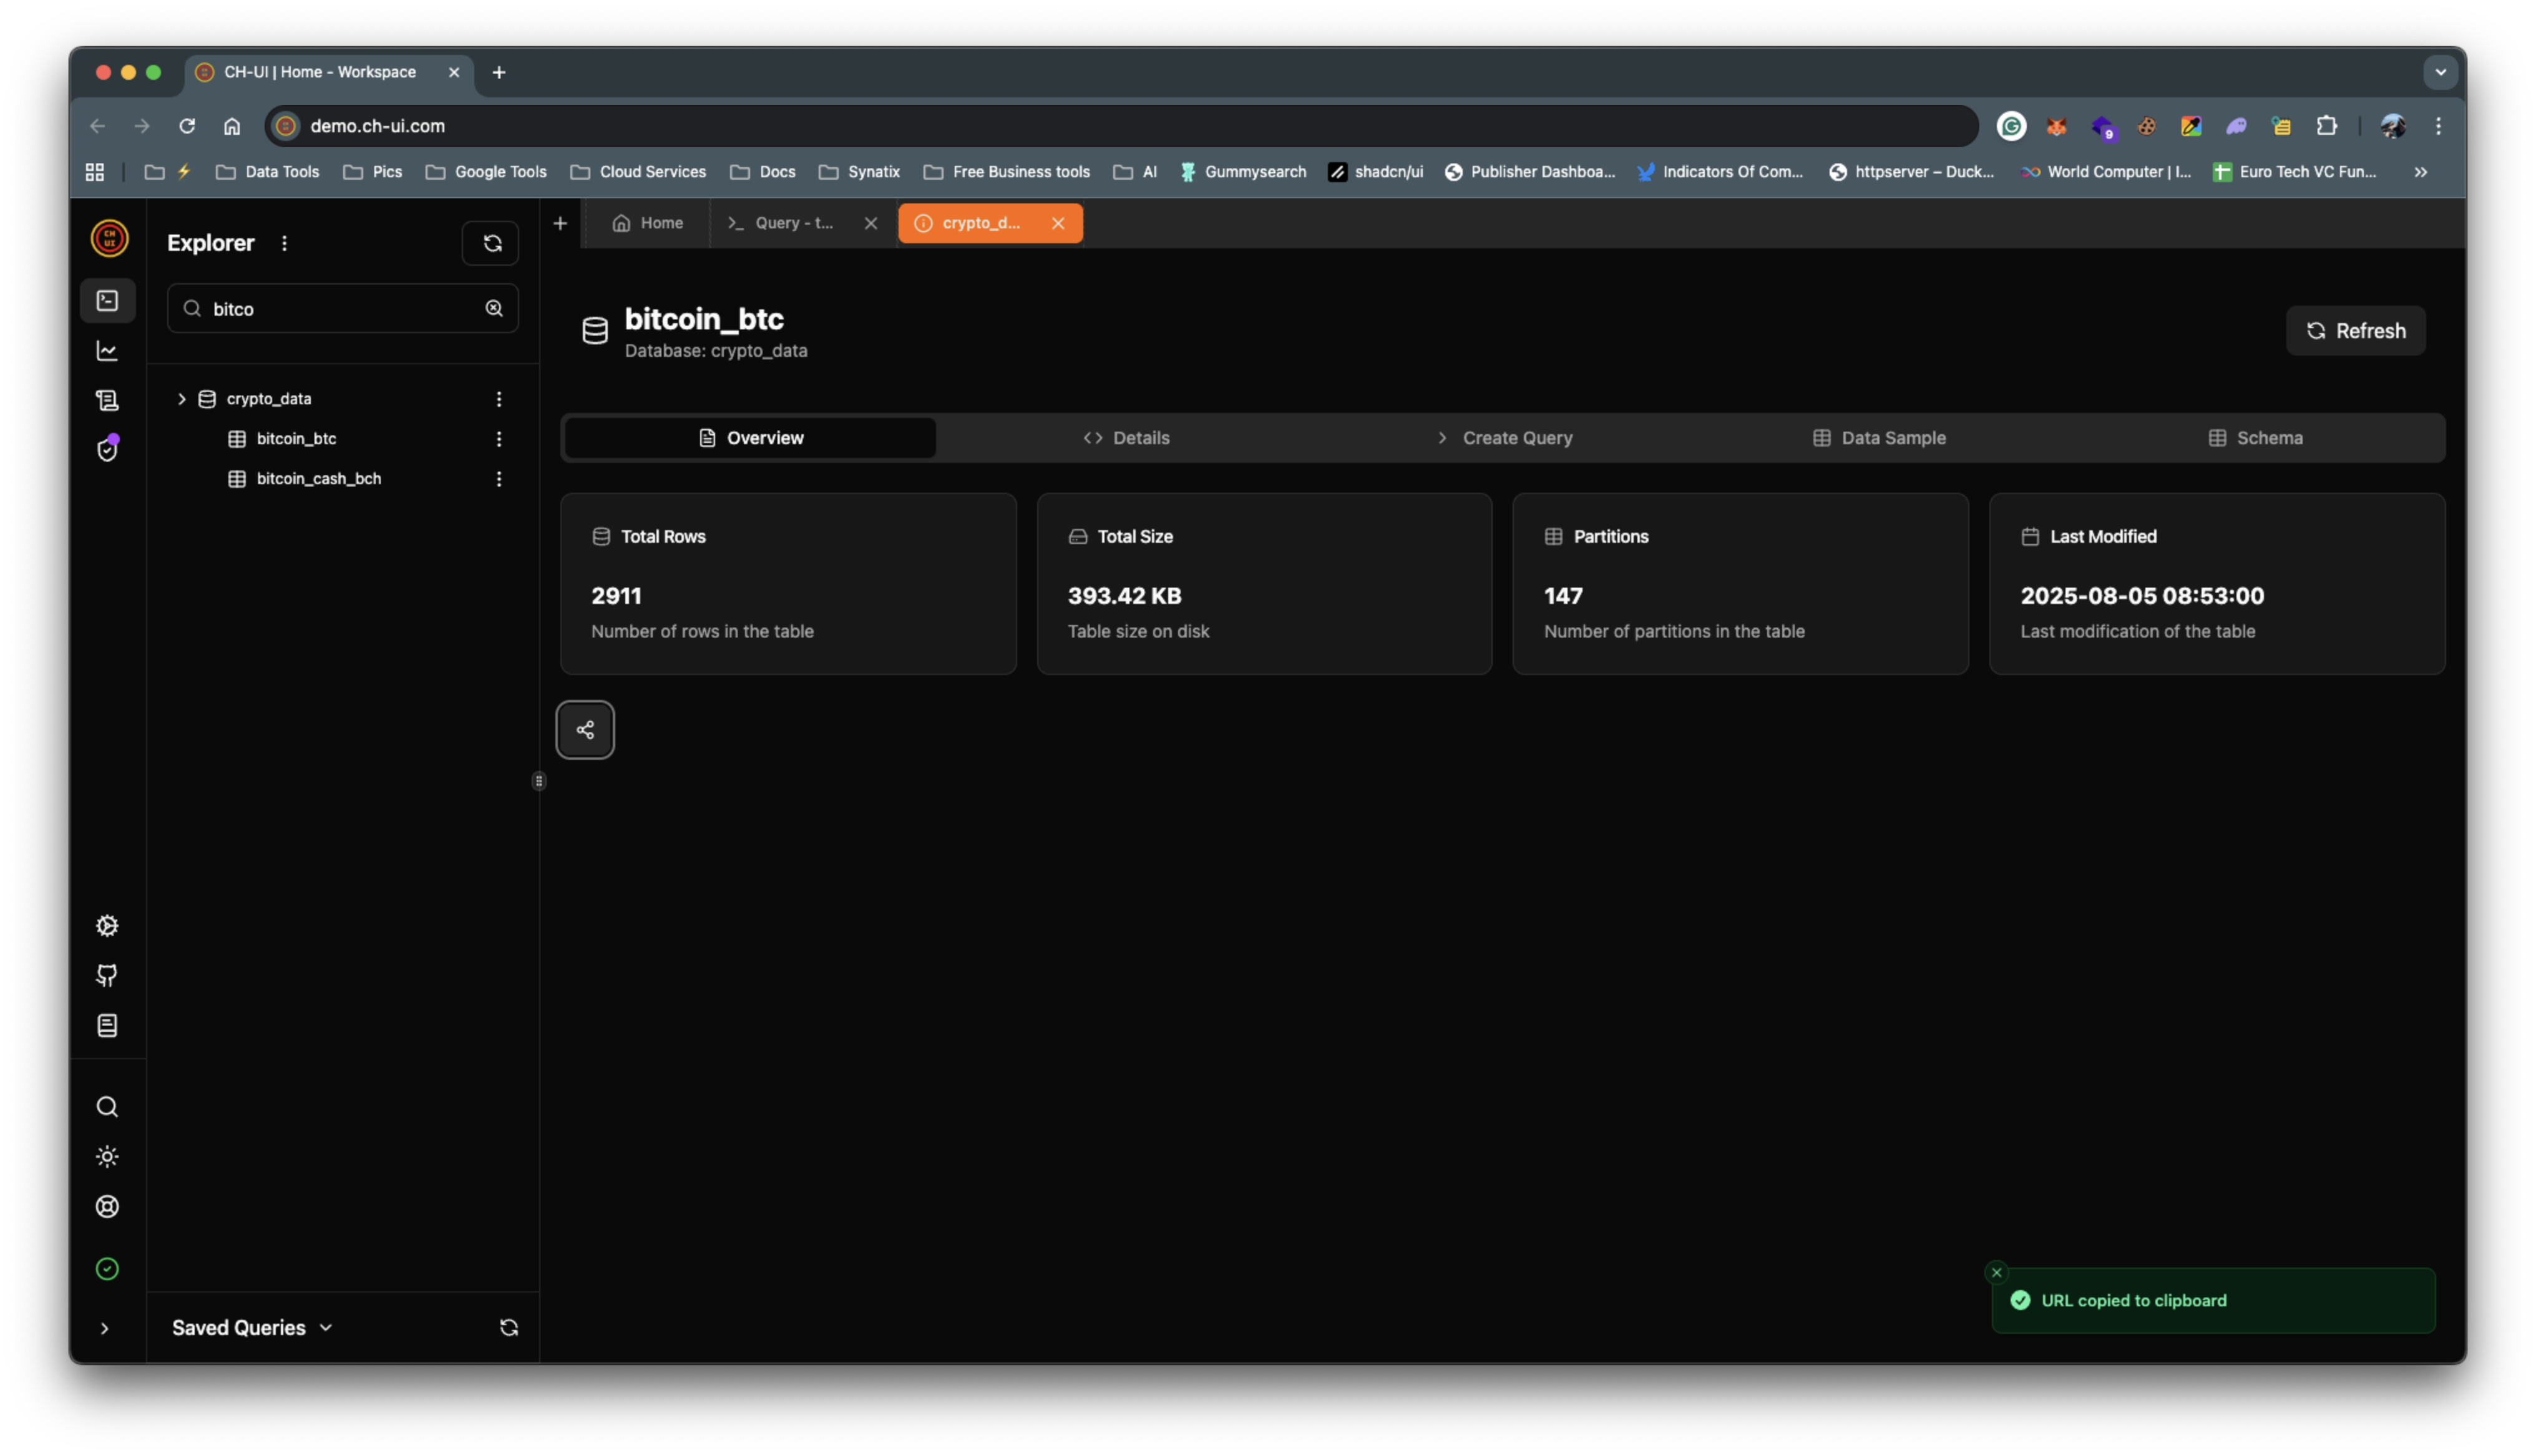 CH-UI | Home - Workspace
demo.ch-ui.com
9
Data Tools
Pics
Google Tools
Cloud Services
Docs
Synatix
Free Business tools
AI
Gummysearch
shadcn/ui
Publisher Dashboa...
Indicators Of Com...
httpserver – Duck...
World Computer | I...
Euro Tech VC Fun...
CH
UI
Explorer
bitco
crypto_data
bitcoin_btc
bitcoin_cash_bch
Saved Queries
Home
Query - t...
crypto_d...
bitcoin_btc
Database: crypto_data
Refresh
Overview
Details
Create Query
Data Sample
Schema
Total Rows
2911
Number of rows in the table
Total Size
393.42 KB
Table size on disk
Partitions
147
Number of partitions in the table
Last Modified
2025-08-05 08:53:00
Last modification of the table
URL copied to clipboard